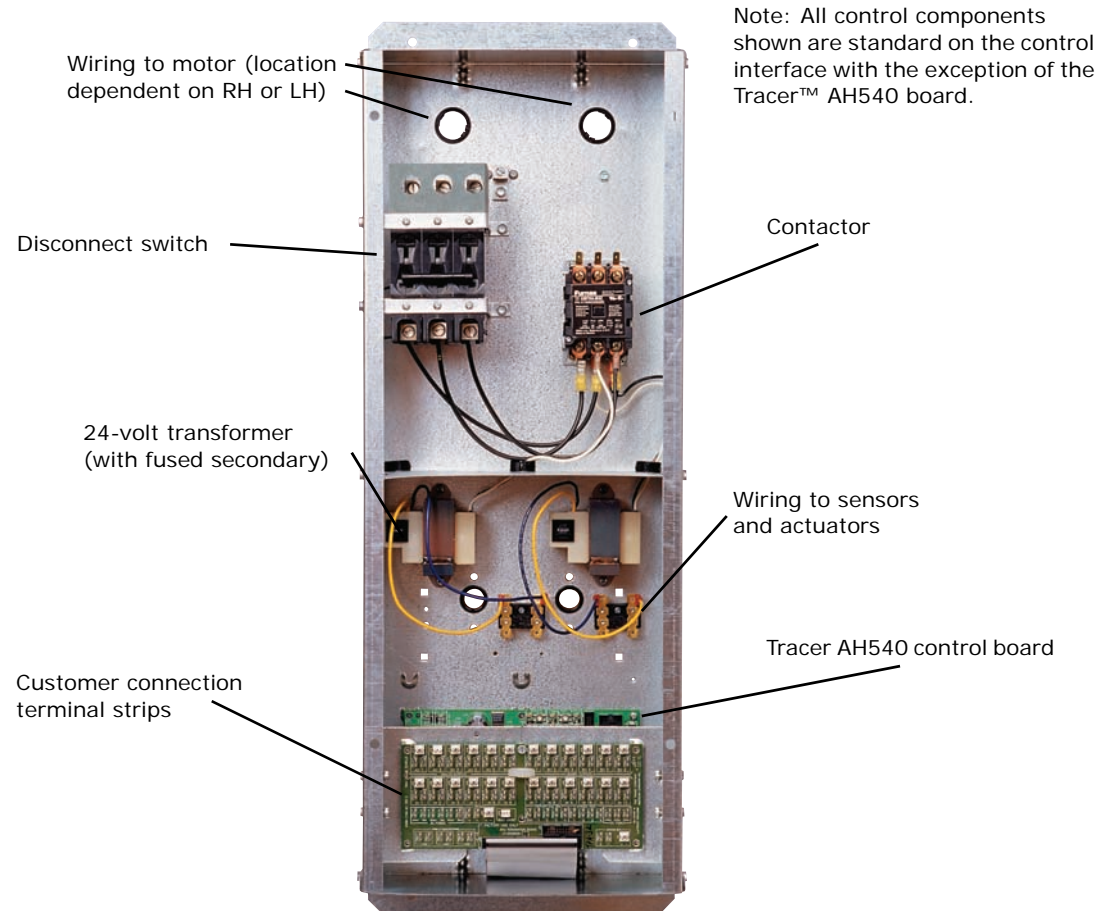 Note: All control components
shown are standard on the control
interface with the exception of the
Tracer™ AH540 board.
Wiring to motor (location
dependent on RH or LH)
Disconnect switch
Contactor
24-volt transformer
(with fused secondary)
Wiring to sensors
and actuators
Tracer AH540 control board
Customer connection
terminal strips